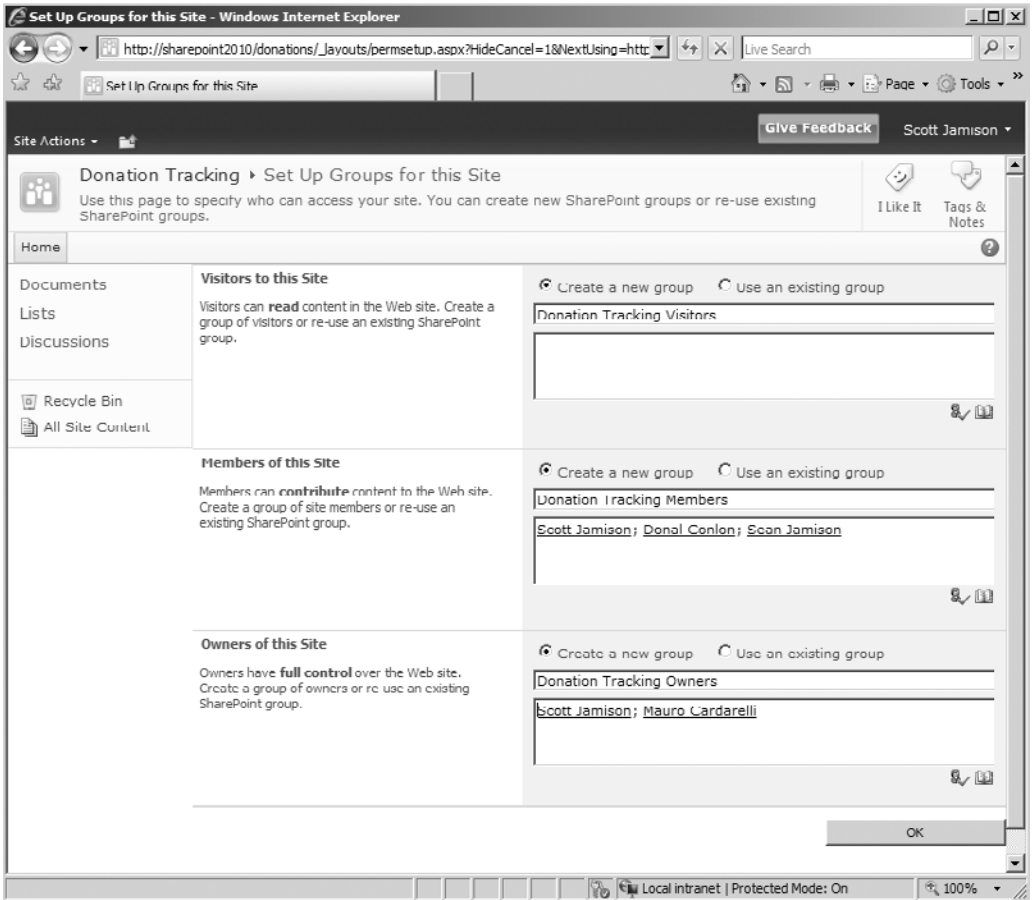 Set Up Groups for this Site - Windows Internet Explorer
http://sharepoint2010/donations/_layouts/permsetup.aspx?HideCancel=1&NextUsing=http
Live Search
Set Up Groups for this Site
Page
Tools
»
Site Actions
Give Feedback
Scott Jamison
Donation Tracking ▸ Set Up Groups for this Site
Use this page to specify who can access your site. You can create new SharePoint groups or re-use existing
SharePoint groups.
I Like It
Tags &
Notes
Home
Documents
Lists
Discussions
Recycle Bin
All Site Content
Visitors to this Site
Visitors can read content in the Web site. Create a
group of visitors or re-use an existing SharePoint
group.
Create a new group Use an existing group
Donation Tracking Visitors
Members of this Site
Members can contribute content to the Web site.
Create a group of site members or re-use an
existing SharePoint group.
Create a new group Use an existing group
Donation Tracking Members
Scott Jamison; Donal Conlon; Sean Jamison
Owners of this Site
Owners have full control over the Web site.
Create a group of owners or re-use an existing
SharePoint group.
Create a new group Use an existing group
Donation Tracking Owners
Scott Jamison; Mauro Cardarelli
OK
Local intranet | Protected Mode: On
100%